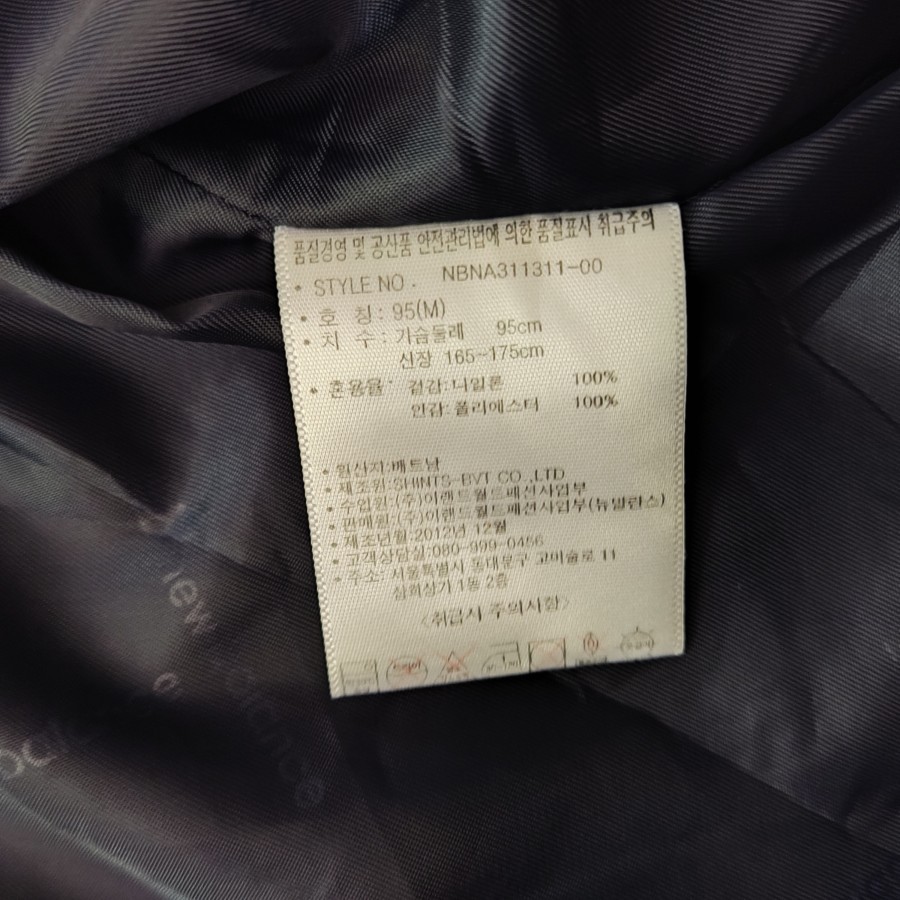 품질경영 및 공산품 안전관리법에 의한 품질표시 취급주의
• STYLE NO. NBNA311311-00
• 호 칭 : 95(M)
• 치 수 : 가슴둘레 95cm
신장 165~175cm
• 혼용율 겉감:나일론 100%
안감:폴리에스터 100%
• 원산지:베트남
• 제조원:SHINTS-BVT CO.,LTD
• 수입원:(주)이랜드월드패션사업부
• 판매원:(주)이랜드월드패션사업부(뉴발란스)
• 제조년월:2012년 12월
• 고객상담실:080-999-0456
• 주소: 서울특별시 동대문구 고미술로 11
삼희상가 1동 2층
<취급시 주의사항>
new
balance